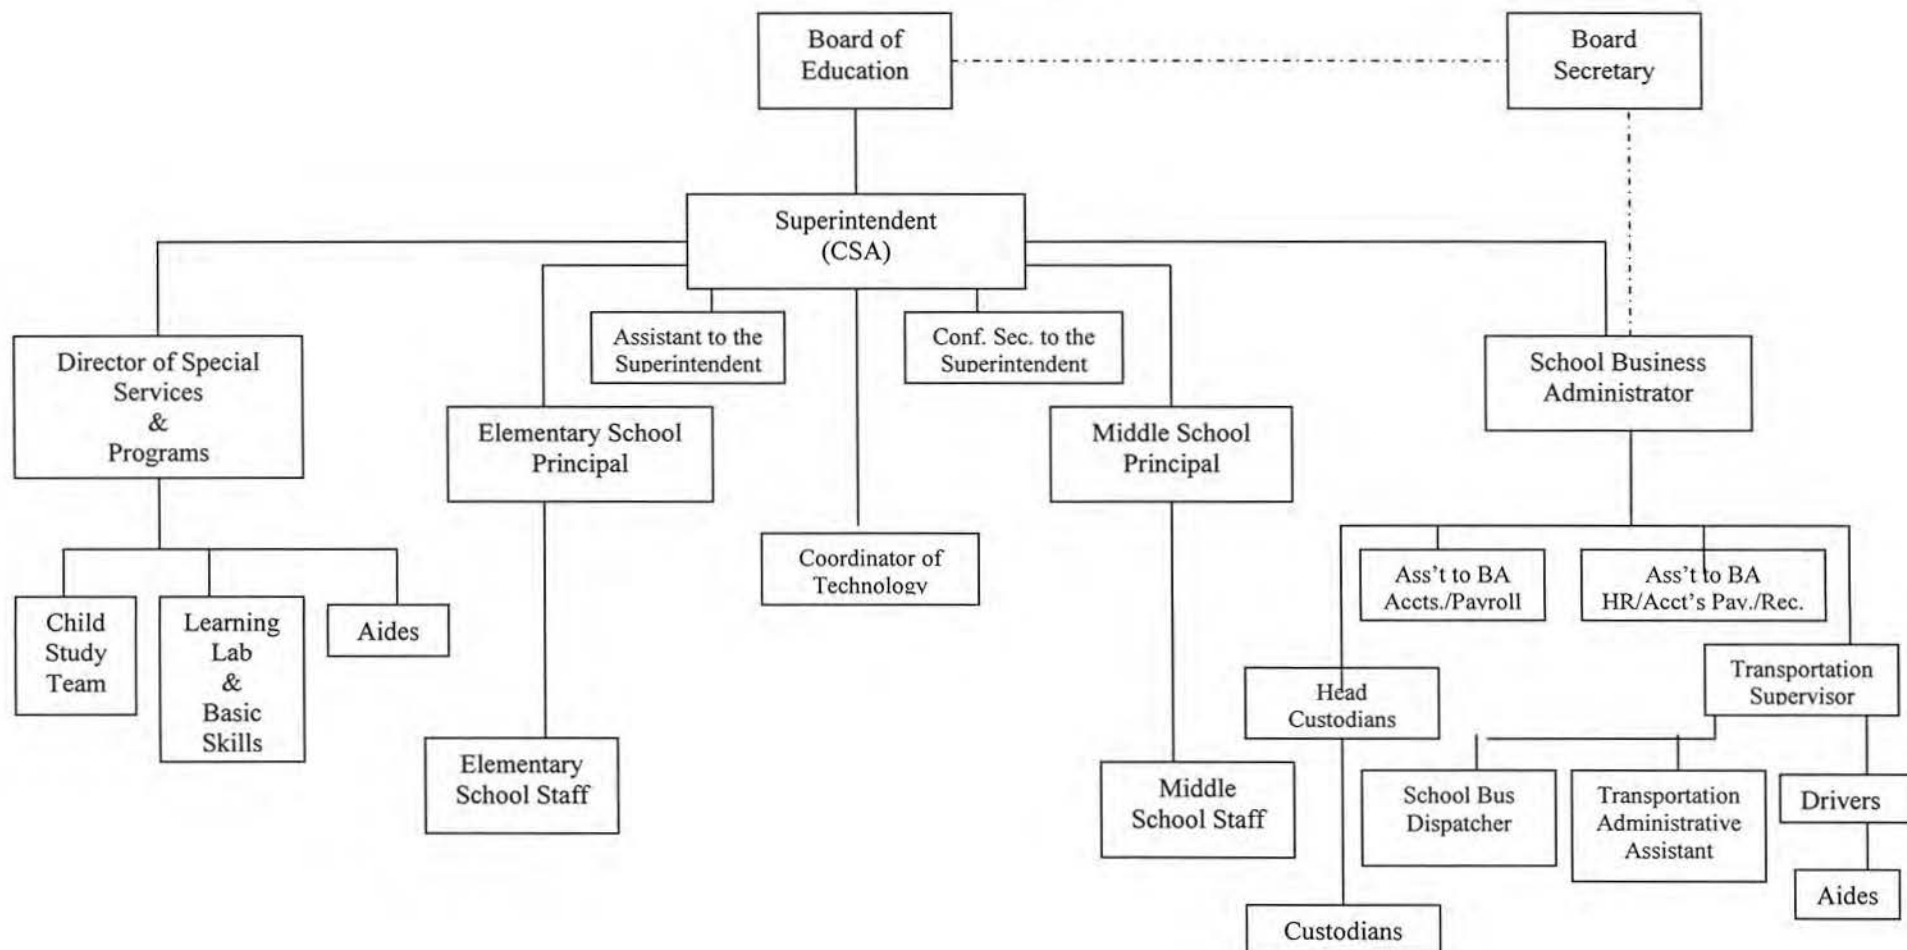 Board of
Education
Board
Secretary
Superintendent
(CSA)
Assistant to the
Superintendent
Conf. Sec. to the
Superintendent
Director of Special
Services
&
Programs
School Business
Administrator
Elementary School
Principal
Middle School
Principal
Coordinator of
Technology
Ass't to BA
Accts./Payroll
Ass't to BA
HR/Acct's Pay./Rec.
Child
Study
Team
Learning
Lab
&
Basic
Skills
Aides
Transportation
Supervisor
Head
Custodians
Elementary
School Staff
Middle
School Staff
School Bus
Dispatcher
Transportation
Administrative
Assistant
Drivers
Aides
Custodians